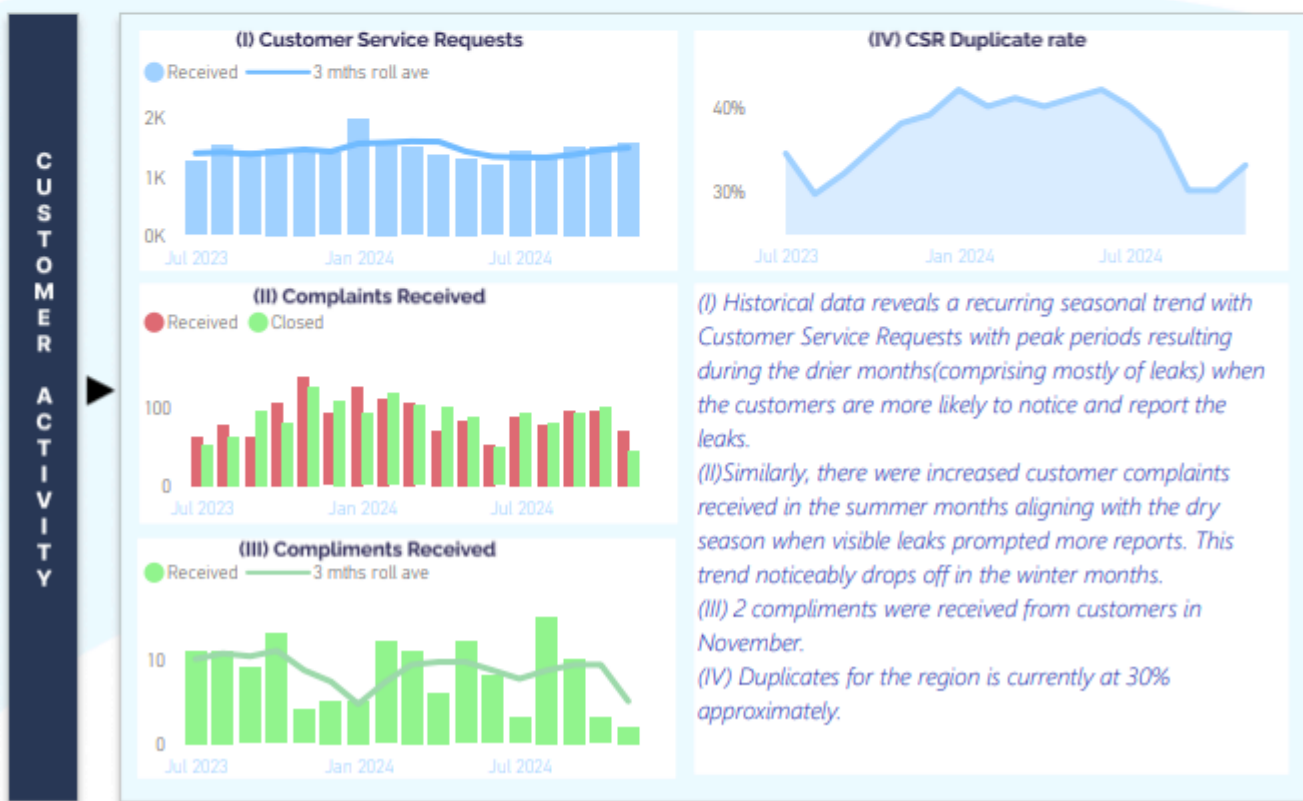 CUSTOMER ACTIVITY
(I) Customer Service Requests
Received 3 mths roll ave
2K
1K
0K
Jul 2023 Jan 2024 Jul 2024
(II) Complaints Received
Received Closed
100
0
Jul 2023 Jan 2024 Jul 2024
(III) Compliments Received
Received 3 mths roll ave
10
0
Jul 2023 Jan 2024 Jul 2024
(IV) CSR Duplicate rate
40%
30%
Jul 2023 Jan 2024 Jul 2024
(I) Historical data reveals a recurring seasonal trend with
Customer Service Requests with peak periods resulting
during the drier months(comprising mostly of leaks) when
the customers are more likely to notice and report the
leaks.
(II)Similarly, there were increased customer complaints
received in the summer months aligning with the dry
season when visible leaks prompted more reports. This
trend noticeably drops off in the winter months.
(III) 2 compliments were received from customers in
November.
(IV) Duplicates for the region is currently at 30%
approximately.